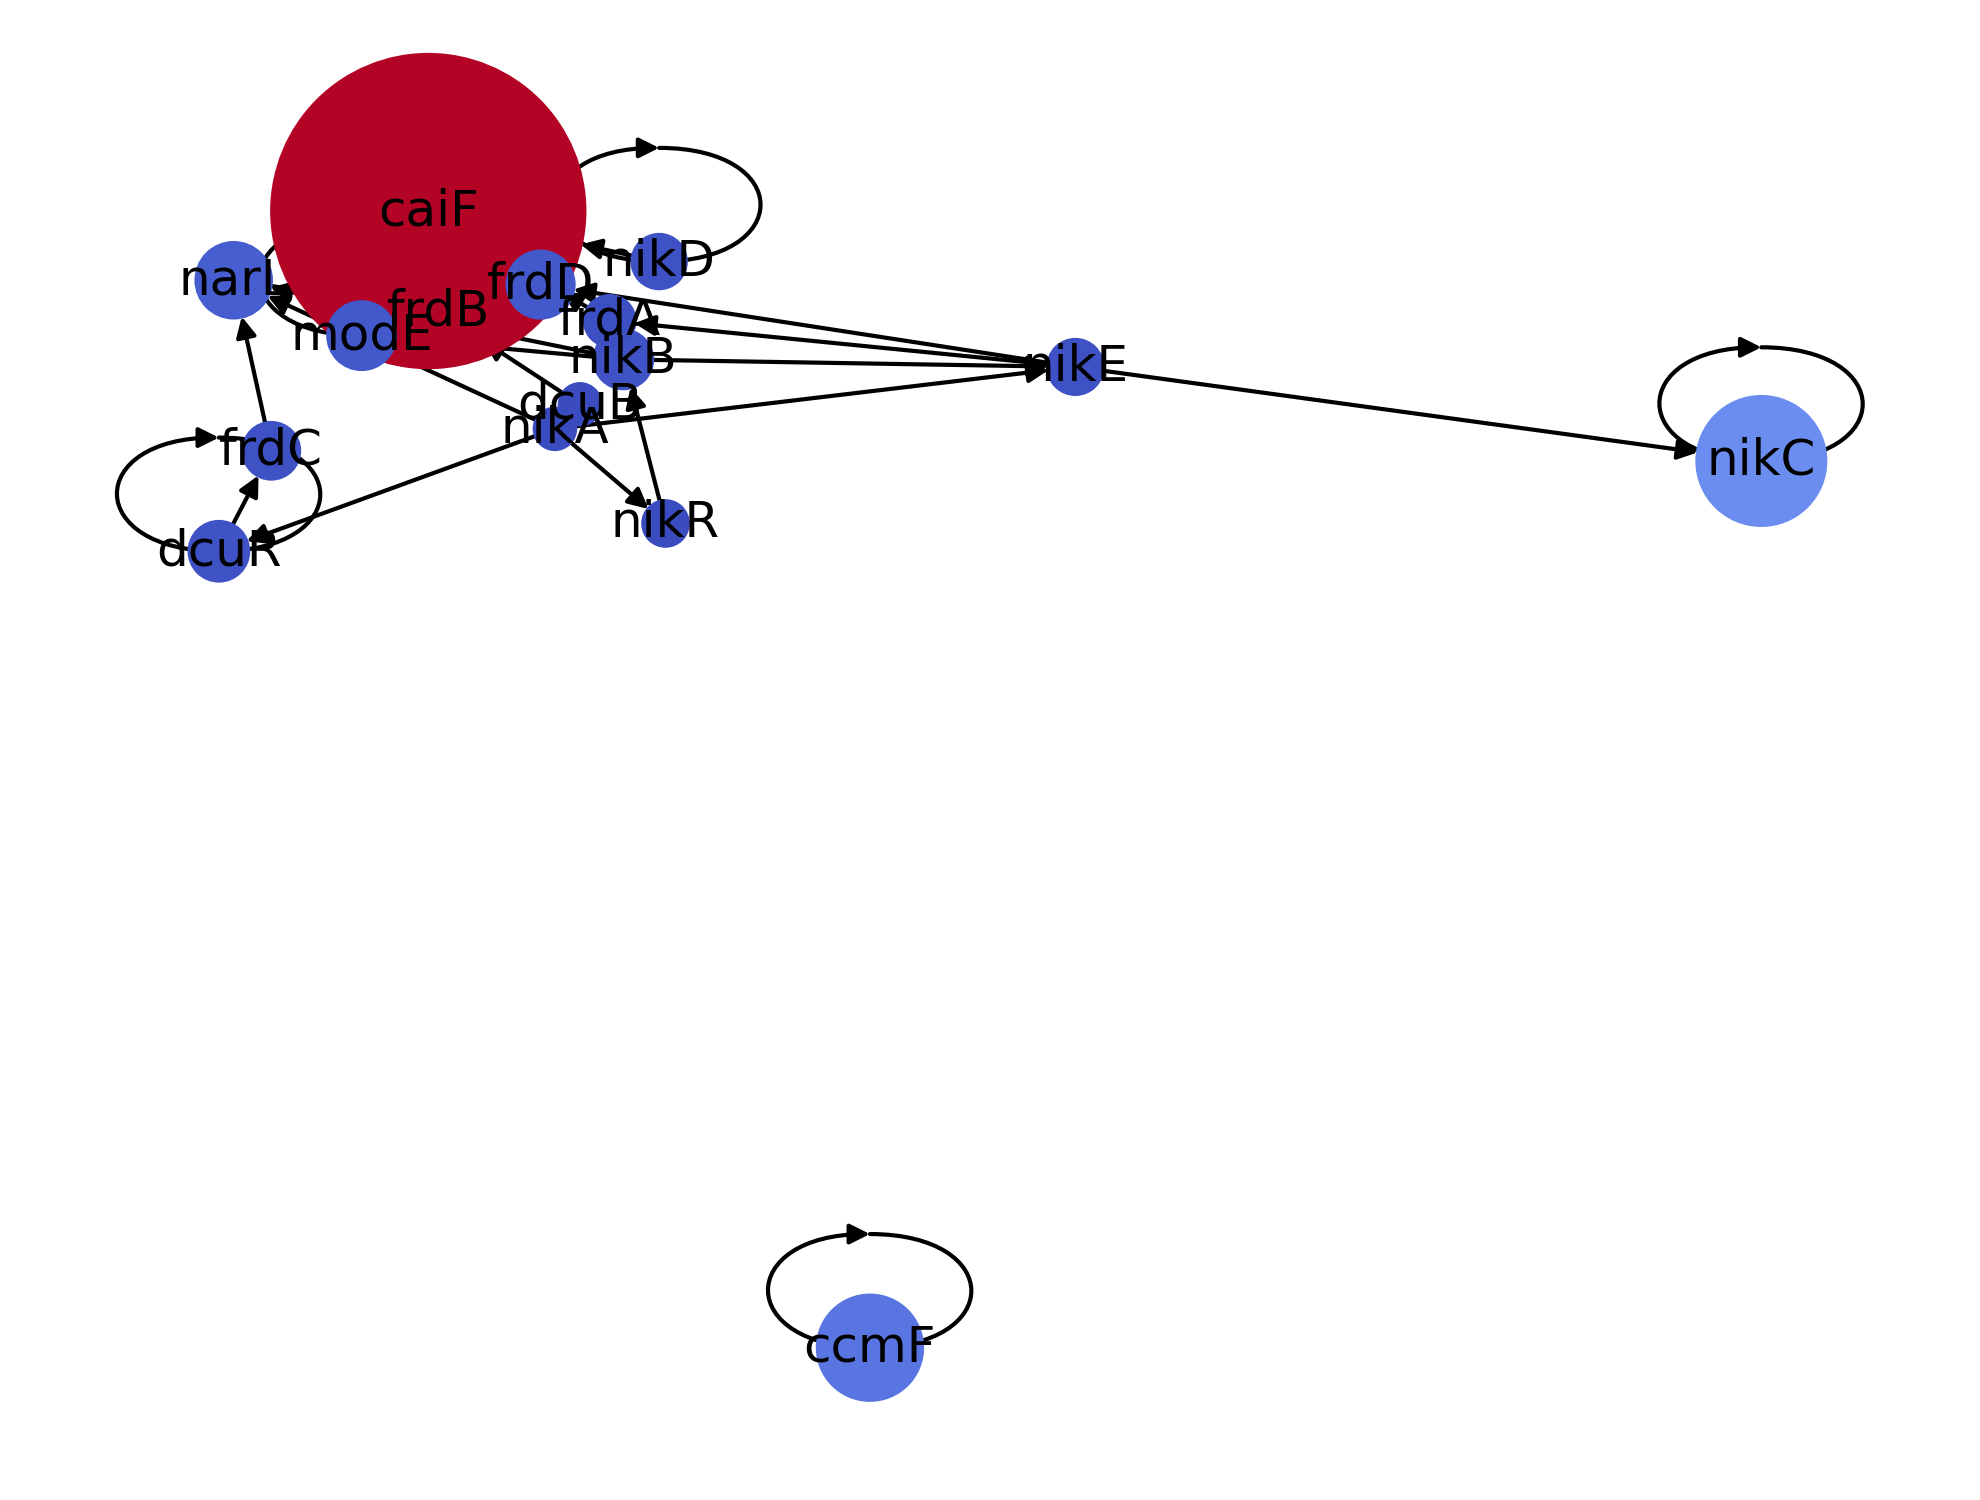 caiF
nikD
narL
frdD
frdB
frdA
modE
nikB
nikE
dcuB
nikA
frdC
nikC
nikR
dcuR
ccmF